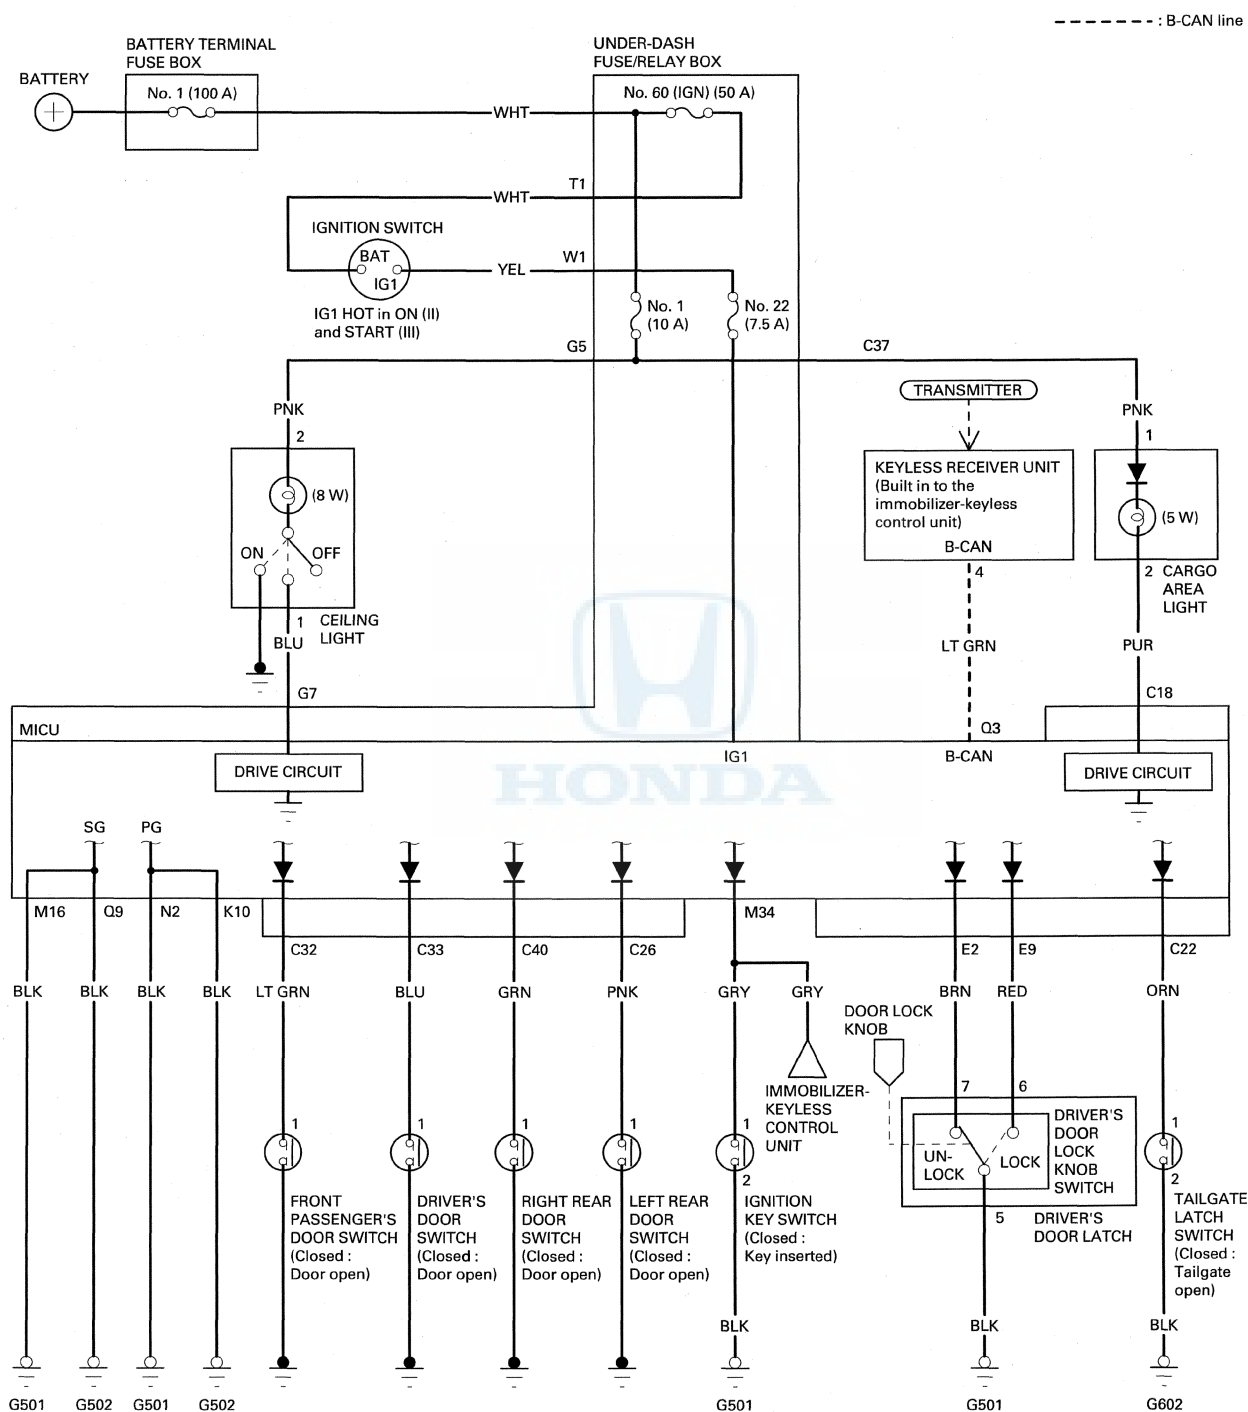 : B-CAN line
BATTERY TERMINAL
FUSE BOX
UNDER-DASH
FUSE/RELAY BOX
BATTERY
No. 1 (100 A)
No. 60 (IGN) (50 A)
WHT
T1
WHT
IGNITION SWITCH
BAT
IG1
YEL
W1
IG1 HOT in ON (II)
and START (III)
No. 1
(10 A)
No. 22
(7.5 A)
G5
C37
TRANSMITTER
PNK
PNK
2
1
KEYLESS RECEIVER UNIT
(Built in to the
immobilizer-keyless
control unit)
B-CAN
(8 W)
(5 W)
ON
OFF
4
2
CARGO
AREA
LIGHT
1
CEILING
LIGHT
BLU
LT GRN
PUR
G7
C18
MICU
Q3
IG1
B-CAN
DRIVE CIRCUIT
DRIVE CIRCUIT
HONDA
SG
PG
M16
Q9
N2
K10
M34
C32
C33
C40
C26
E2
E9
C22
BLK
BLK
BLK
BLK
LT GRN
BLU
GRN
PNK
GRY
GRY
BRN
RED
ORN
DOOR LOCK
KNOB
IMMOBILIZER-
KEYLESS
CONTROL
UNIT
7
6
1
1
1
1
1
1
UN-
LOCK
LOCK
DRIVER'S
DOOR
LOCK
KNOB
SWITCH
2
2
FRONT
PASSENGER'S
DOOR SWITCH
(Closed :
Door open)
DRIVER'S
DOOR
SWITCH
(Closed :
Door open)
RIGHT REAR
DOOR
SWITCH
(Closed :
Door open)
LEFT REAR
DOOR
SWITCH
(Closed :
Door open)
IGNITION
KEY SWITCH
(Closed :
Key inserted)
5
DRIVER'S
DOOR LATCH
TAILGATE
LATCH
SWITCH
(Closed :
Tailgate
open)
BLK
BLK
BLK
G501
G502
G501
G502
G501
G501
G602